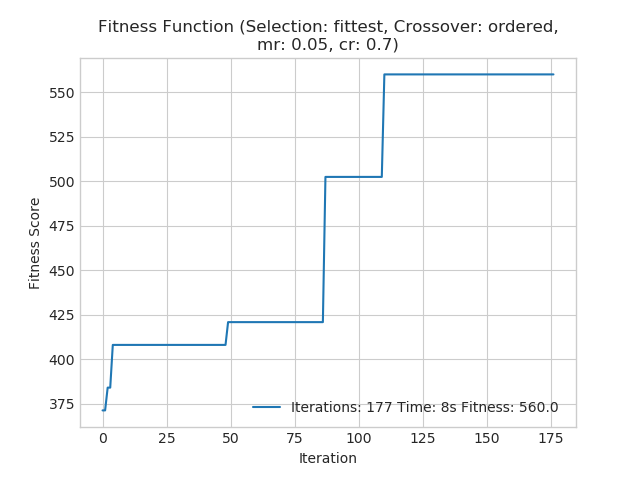 Fitness Function (Selection: fittest, Crossover: ordered,
mr: 0.05, cr: 0.7)
Fitness Score
550
525
500
475
450
425
400
375
Iterations: 177 Time: 8s Fitness: 560.0
0 25 50 75 100 125 150 175
Iteration